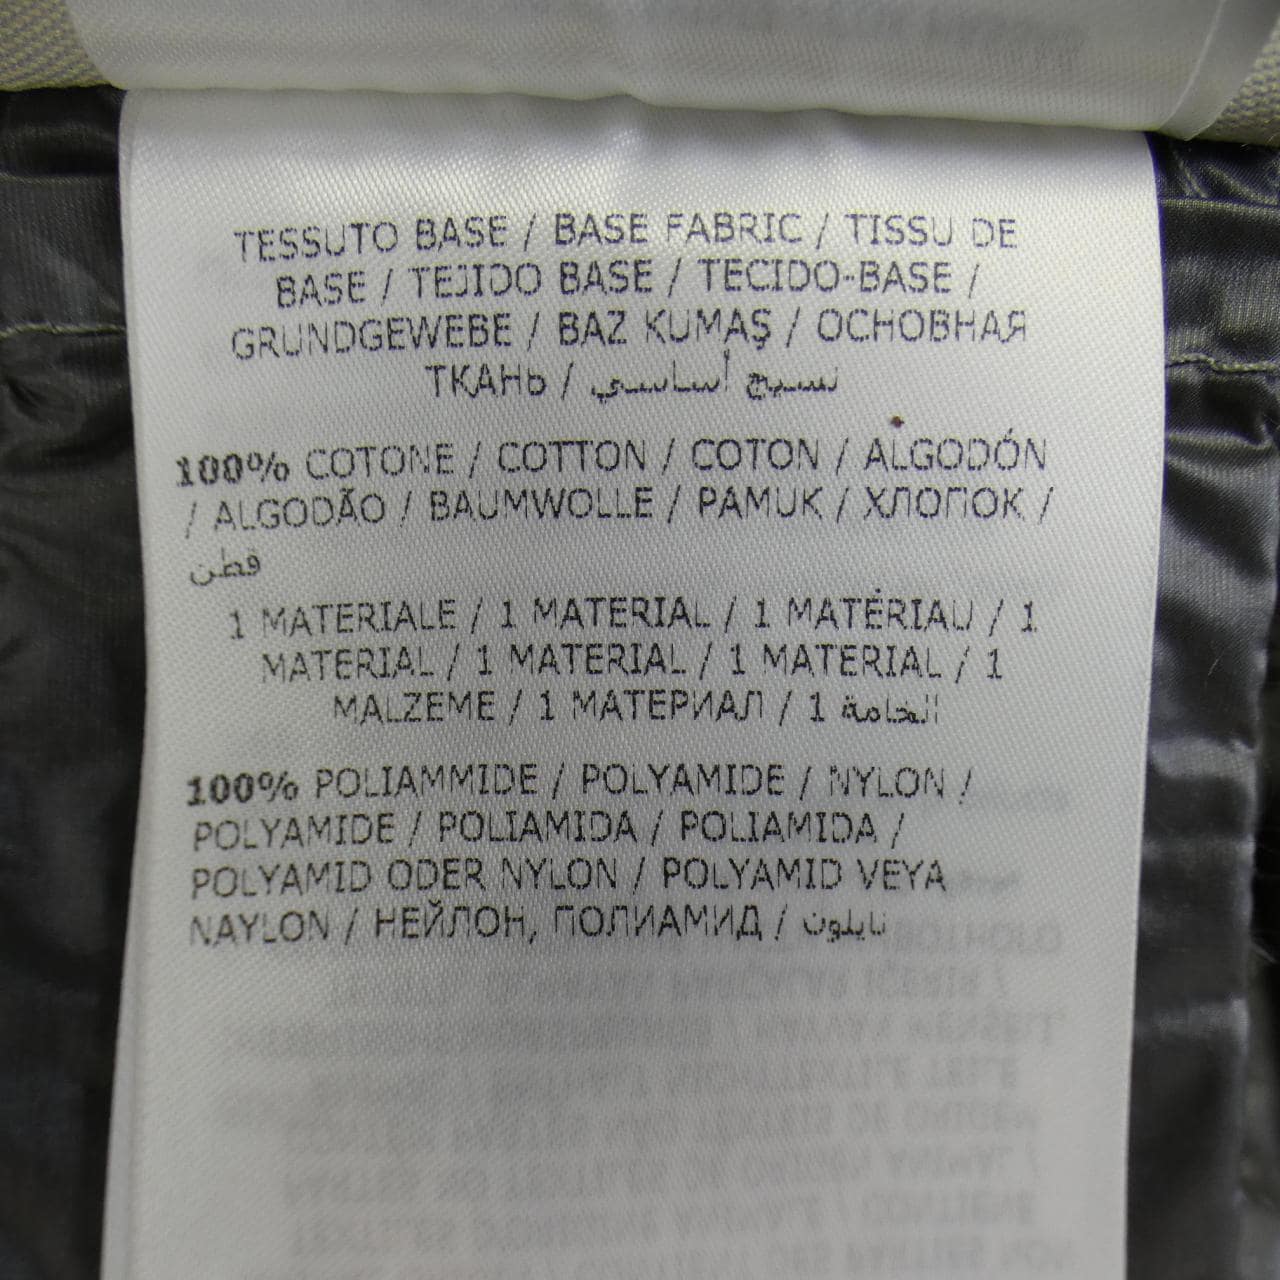 TESSUTO BASE / BASE FABRIC / TISSU DE
BASE / TEJIDO BASE / TECIDO-BASE /
GRUNDGEWEBE / BAZ KUMAŞ / ОСНОВНАЯ
ТКАНЬ / نسيج أساسي
100% COTONE / COTTON / COTON / ALGODÓN
/ ALGODÃO / BAUMWOLLE / PAMUK / ХЛОПОК /
قطن
1 MATERIALE / 1 MATERIAL / 1 MATÉRIAU / 1
MATERIAL / 1 MATERIAL / 1 MATERIAL / 1
MALZEME / 1 МАТЕРИАЛ / 1 الخامة
100% POLIAMMIDE / POLYAMIDE / NYLON /
POLYAMIDE / POLIAMIDA / POLIAMIDA /
POLYAMID ODER NYLON / POLYAMID VEYA
NAYLON / НЕЙЛОН, ПОЛИАМИД / نايلون